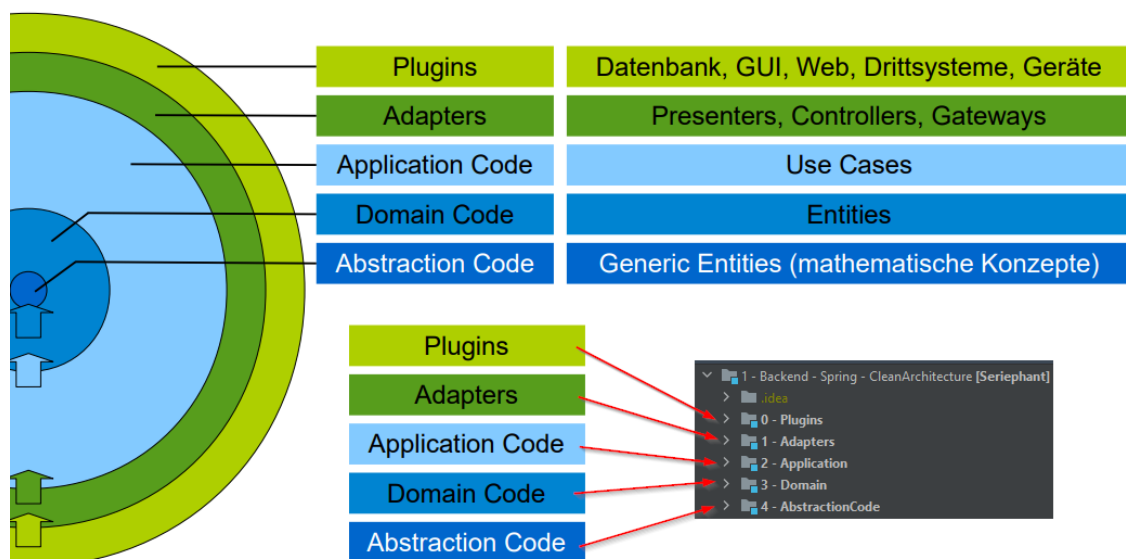 Plugins Datenbank, GUI, Web, Drittsysteme, Geräte
Adapters Presenters, Controllers, Gateways
Application Code Use Cases
Domain Code Entities
Abstraction Code Generic Entities (mathematische Konzepte)
Plugins
Adapters
Application Code
Domain Code
Abstraction Code
1 - Backend - Spring - CleanArchitecture [Seriephant]
.idea
0 - Plugins
1 - Adapters
2 - Application
3 - Domain
4 - AbstractionCode